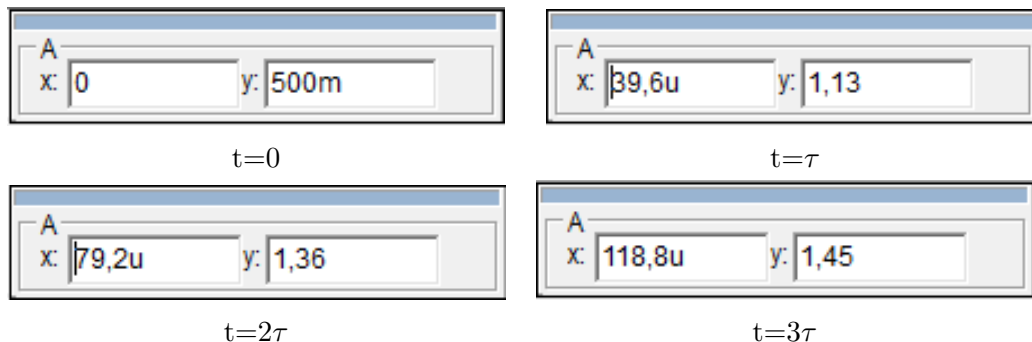 A
x: 0 y: 500m
t=0
A
x: 39,6u y: 1,13
t=τ
A
x: 79,2u y: 1,36
t=2τ
A
x: 118,8u y: 1,45
t=3τ